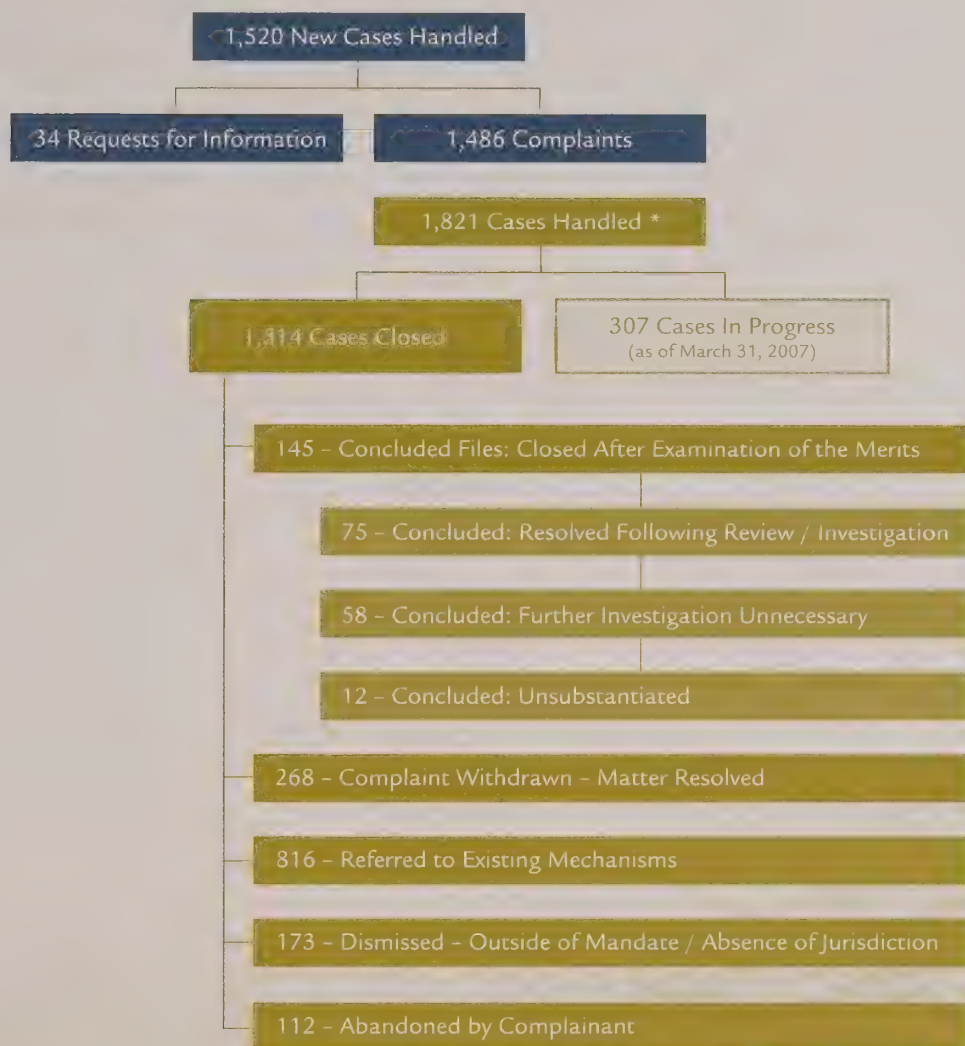 1,520 New Cases Handled
34 Requests for Information
1,486 Complaints
1,821 Cases Handled *
1,514 Cases Closed
307 Cases In Progress
(as of March 31, 2007)
145 – Concluded Files: Closed After Examination of the Merits
75 – Concluded: Resolved Following Review / Investigation
58 – Concluded: Further Investigation Unnecessary
12 – Concluded: Unsubstantiated
268 – Complaint Withdrawn – Matter Resolved
816 – Referred to Existing Mechanisms
173 – Dismissed – Outside of Mandate / Absence of Jurisdiction
112 – Abandoned by Complainant